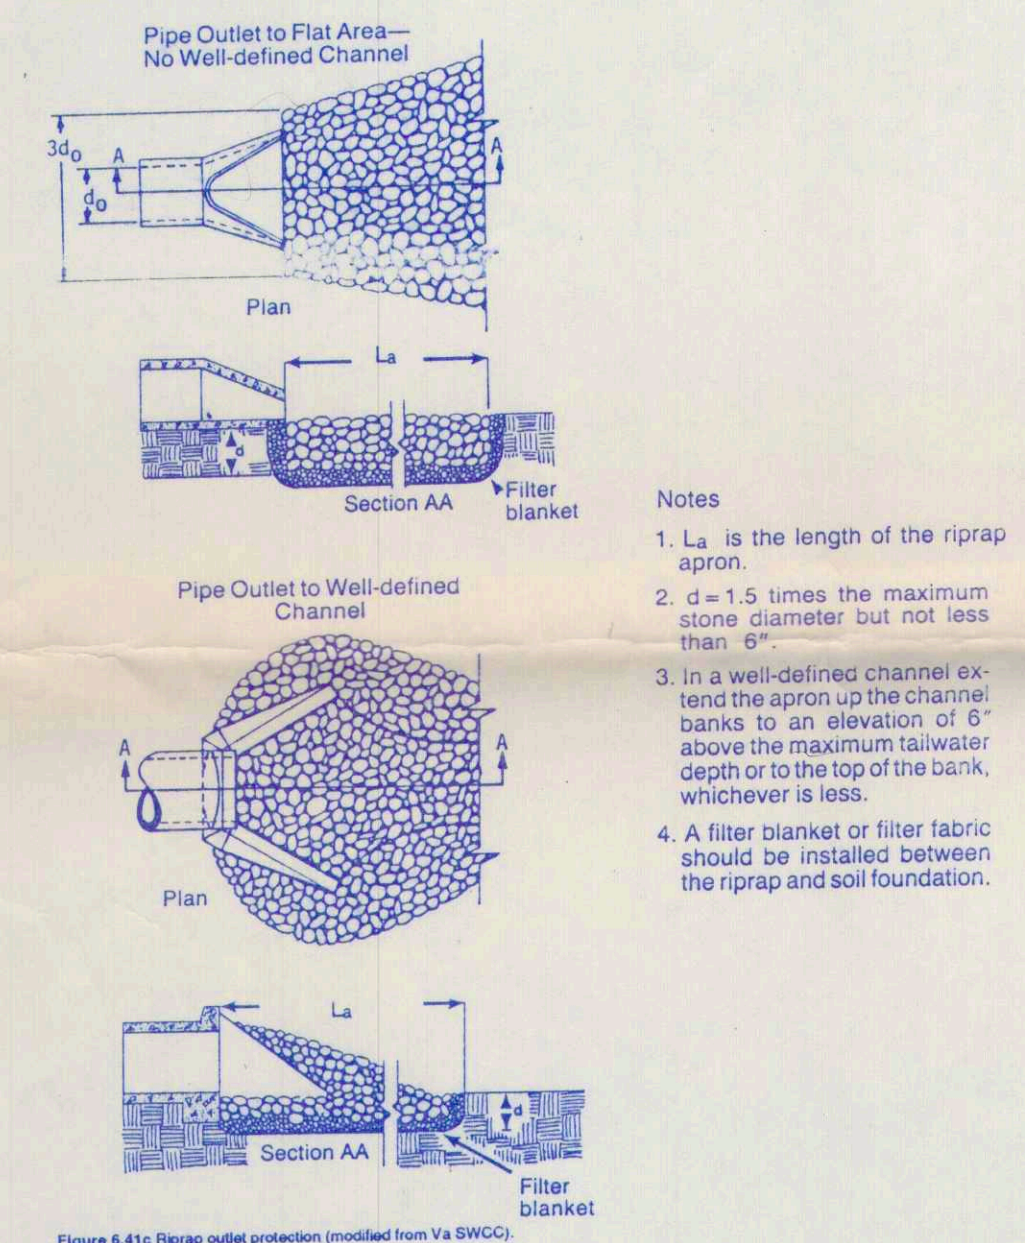 Pipe Outlet to Flat Area—
No Well-defined Channel
3do
A
A
do
Plan
La
d
Section AA
Filter
blanket
Pipe Outlet to Well-defined
Channel
A
A
Plan
La
d
Section AA
Filter
blanket
Notes
1. La is the length of the riprap
apron.
2. d = 1.5 times the maximum
stone diameter but not less
than 6".
3. In a well-defined channel ex-
tend the apron up the channel
banks to an elevation of 6"
above the maximum tailwater
depth or to the top of the bank,
whichever is less.
4. A filter blanket or filter fabric
should be installed between
the riprap and soil foundation.
Figure 6.41c Riprap outlet protection (modified from Va SWCC).